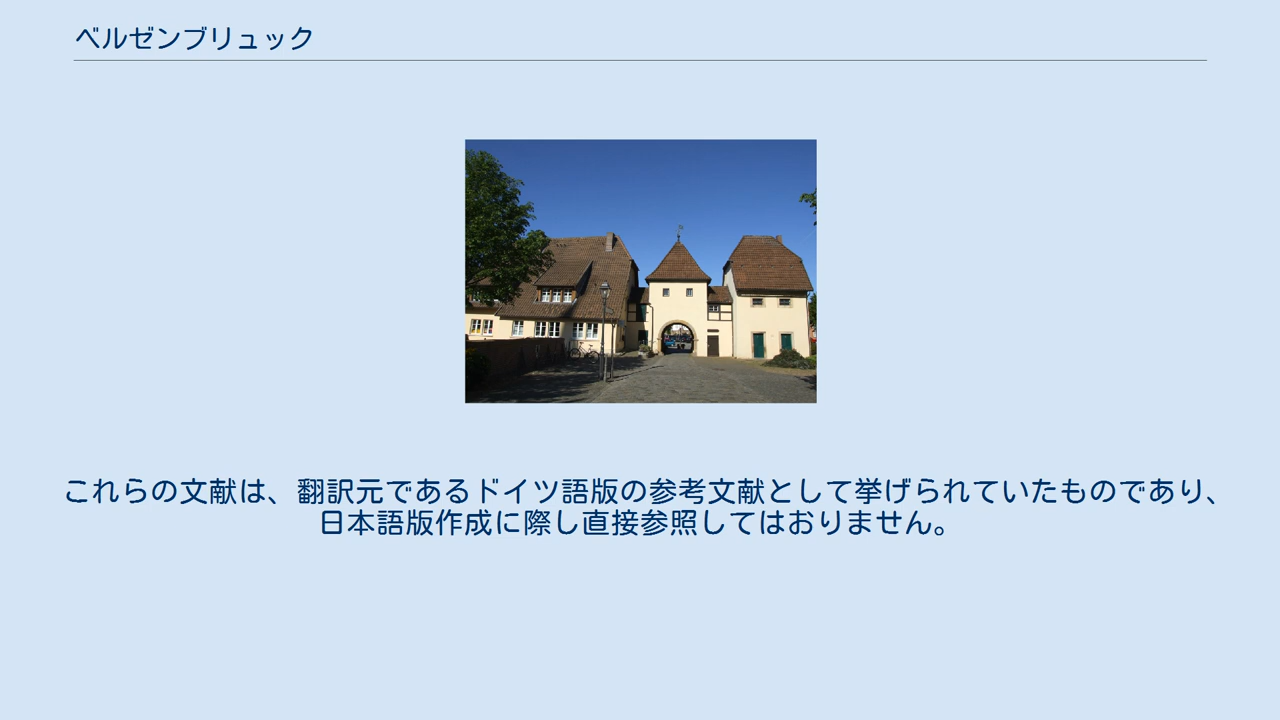 ベルゼンブリュック
これらの文献は、翻訳元であるドイツ語版の参考文献として挙げられていたものであり、
日本語版作成に際し直接参照してはおりません。